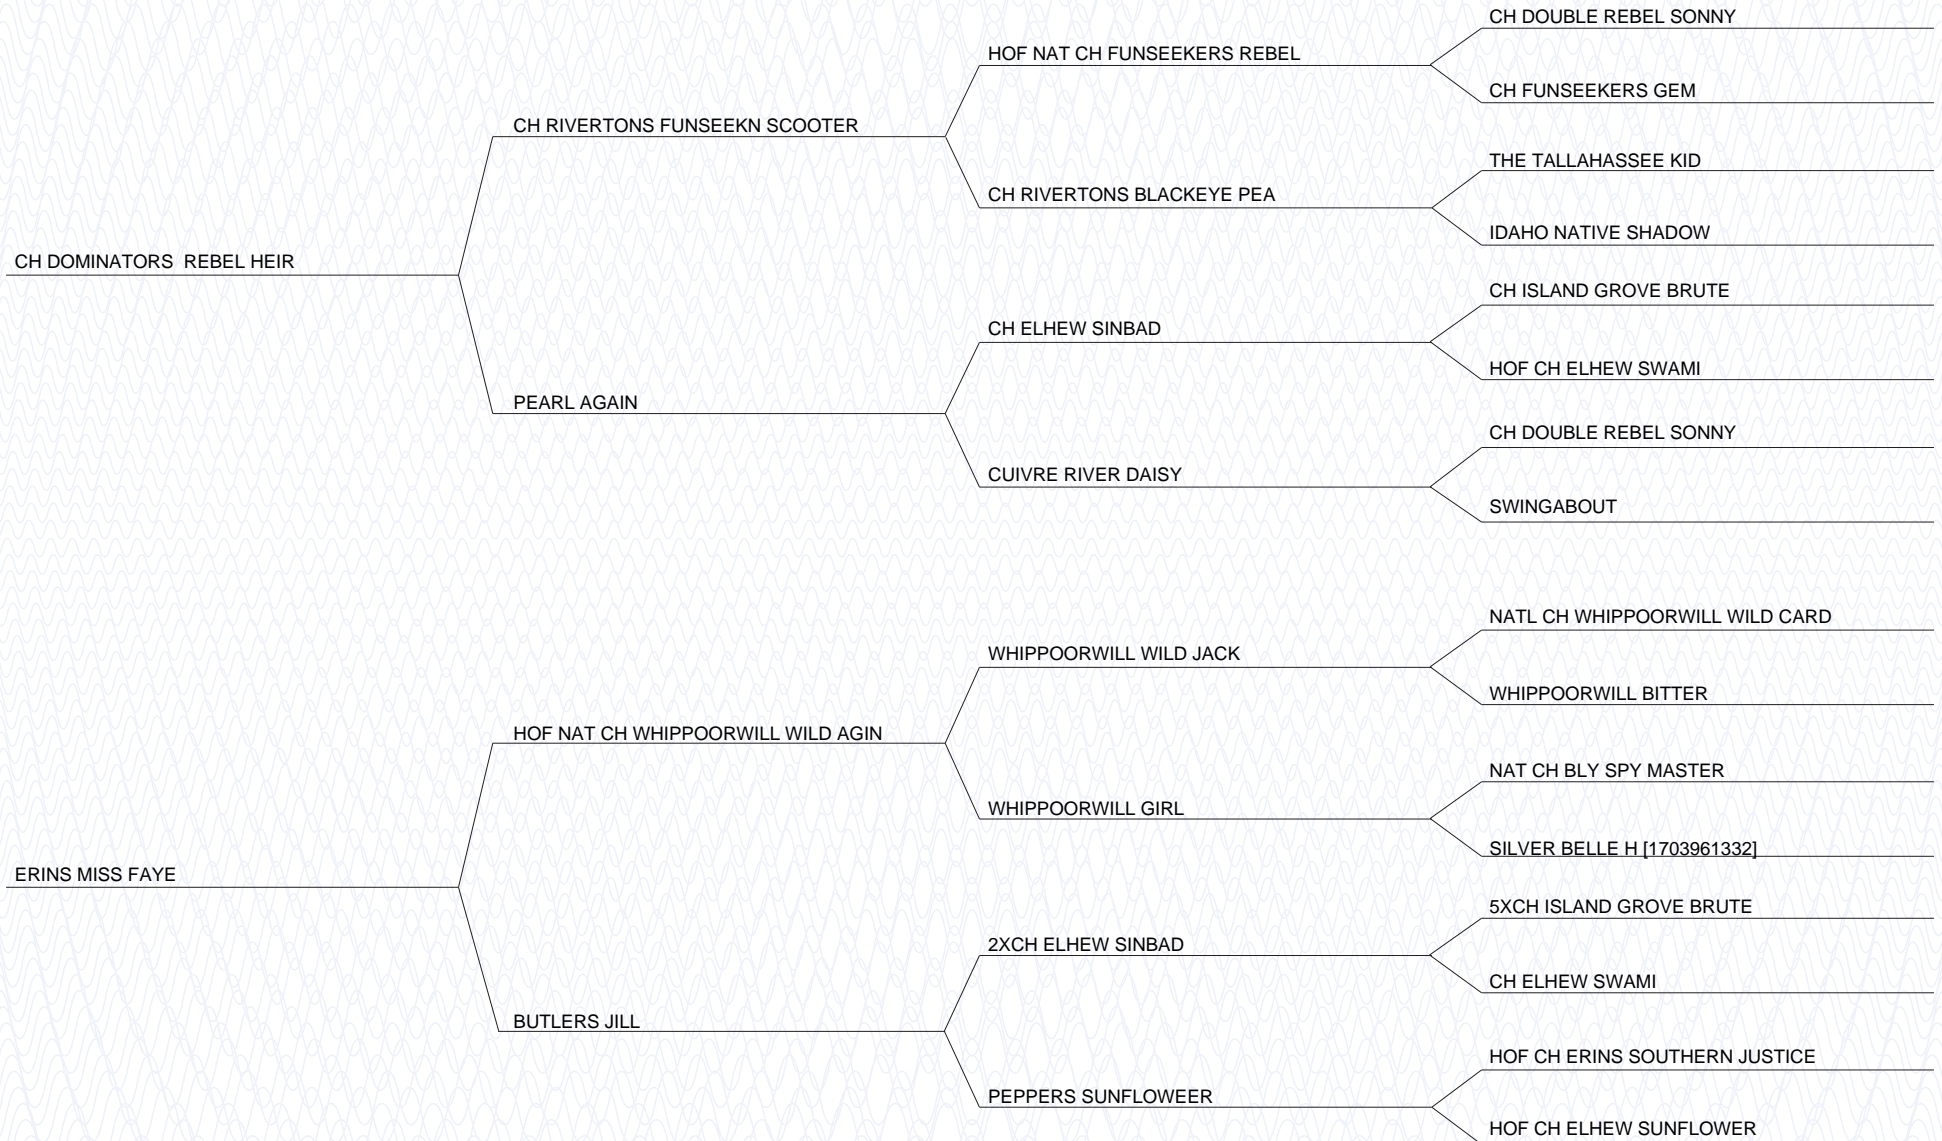 CH DOUBLE REBEL SONNY
HOF NAT CH FUNSEEKERS REBEL
CH FUNSEEKERS GEM
CH RIVERTONS FUNSEEKN SCOOTER
THE TALLAHASSEE KID
CH RIVERTONS BLACKEYE PEA
IDAHO NATIVE SHADOW
CH DOMINATORS  REBEL HEIR
CH ISLAND GROVE BRUTE
CH ELHEW SINBAD
HOF CH ELHEW SWAMI
PEARL AGAIN
CH DOUBLE REBEL SONNY
CUIVRE RIVER DAISY
SWINGABOUT
NATL CH WHIPPOORWILL WILD CARD
WHIPPOORWILL WILD JACK
WHIPPOORWILL BITTER
HOF NAT CH WHIPPOORWILL WILD AGIN
NAT CH BLY SPY MASTER
WHIPPOORWILL GIRL
SILVER BELLE H [1703961332]
ERINS MISS FAYE
5XCH ISLAND GROVE BRUTE
2XCH ELHEW SINBAD
CH ELHEW SWAMI
BUTLERS JILL
HOF CH ERINS SOUTHERN JUSTICE
PEPPERS SUNFLOWEER
HOF CH ELHEW SUNFLOWER